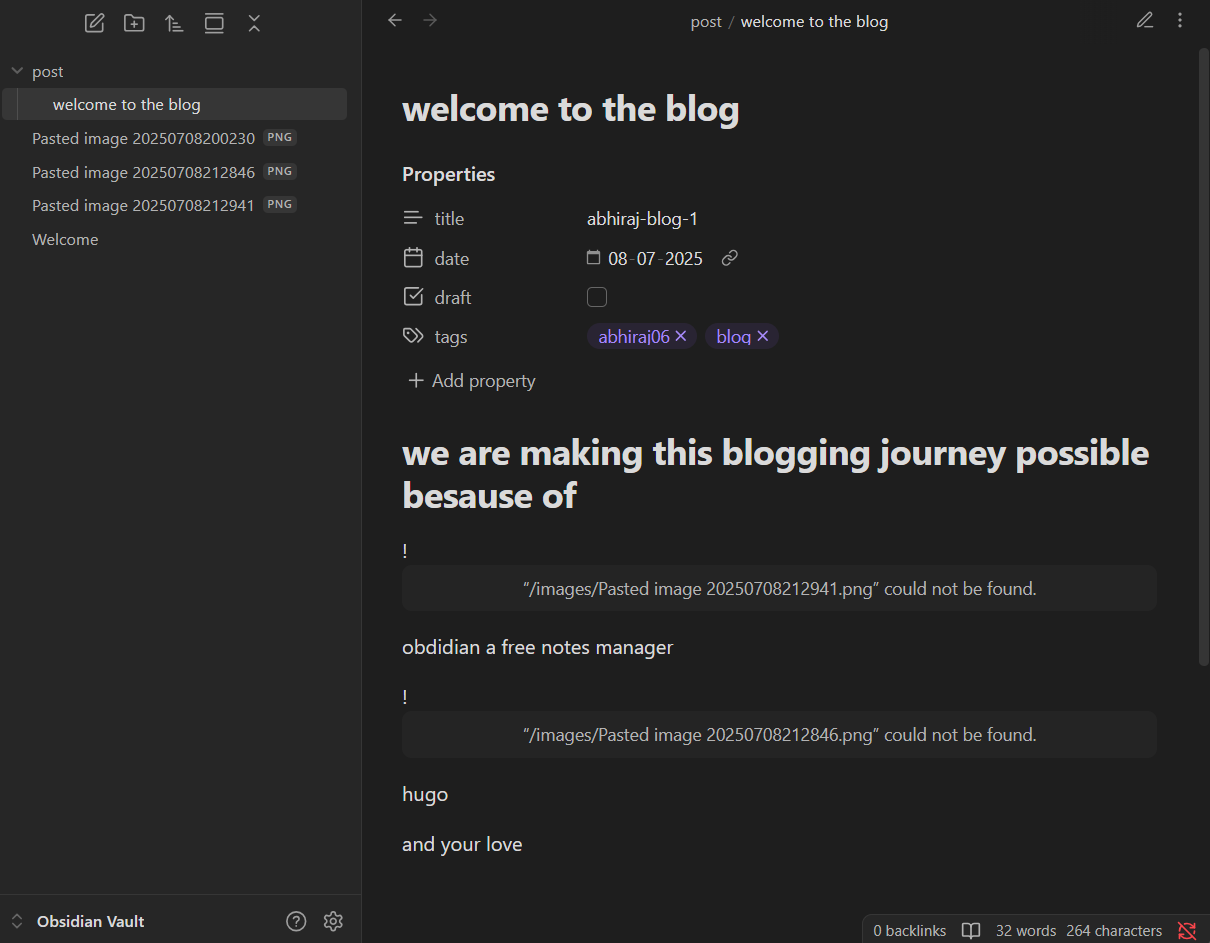 post / welcome to the blog
post
welcome to the blog
Pasted image 20250708200230 PNG
Pasted image 20250708212846 PNG
Pasted image 20250708212941 PNG
Welcome
Obsidian Vault
welcome to the blog
Properties
title abhiraj-blog-1
date 08-07-2025
draft
tags abhiraj06 blog
Add property
we are making this blogging journey possible
besause of
!
“/images/Pasted image 20250708212941.png” could not be found.
obdidian a free notes manager
!
“/images/Pasted image 20250708212846.png” could not be found.
hugo
and your love
0 backlinks 32 words 264 characters